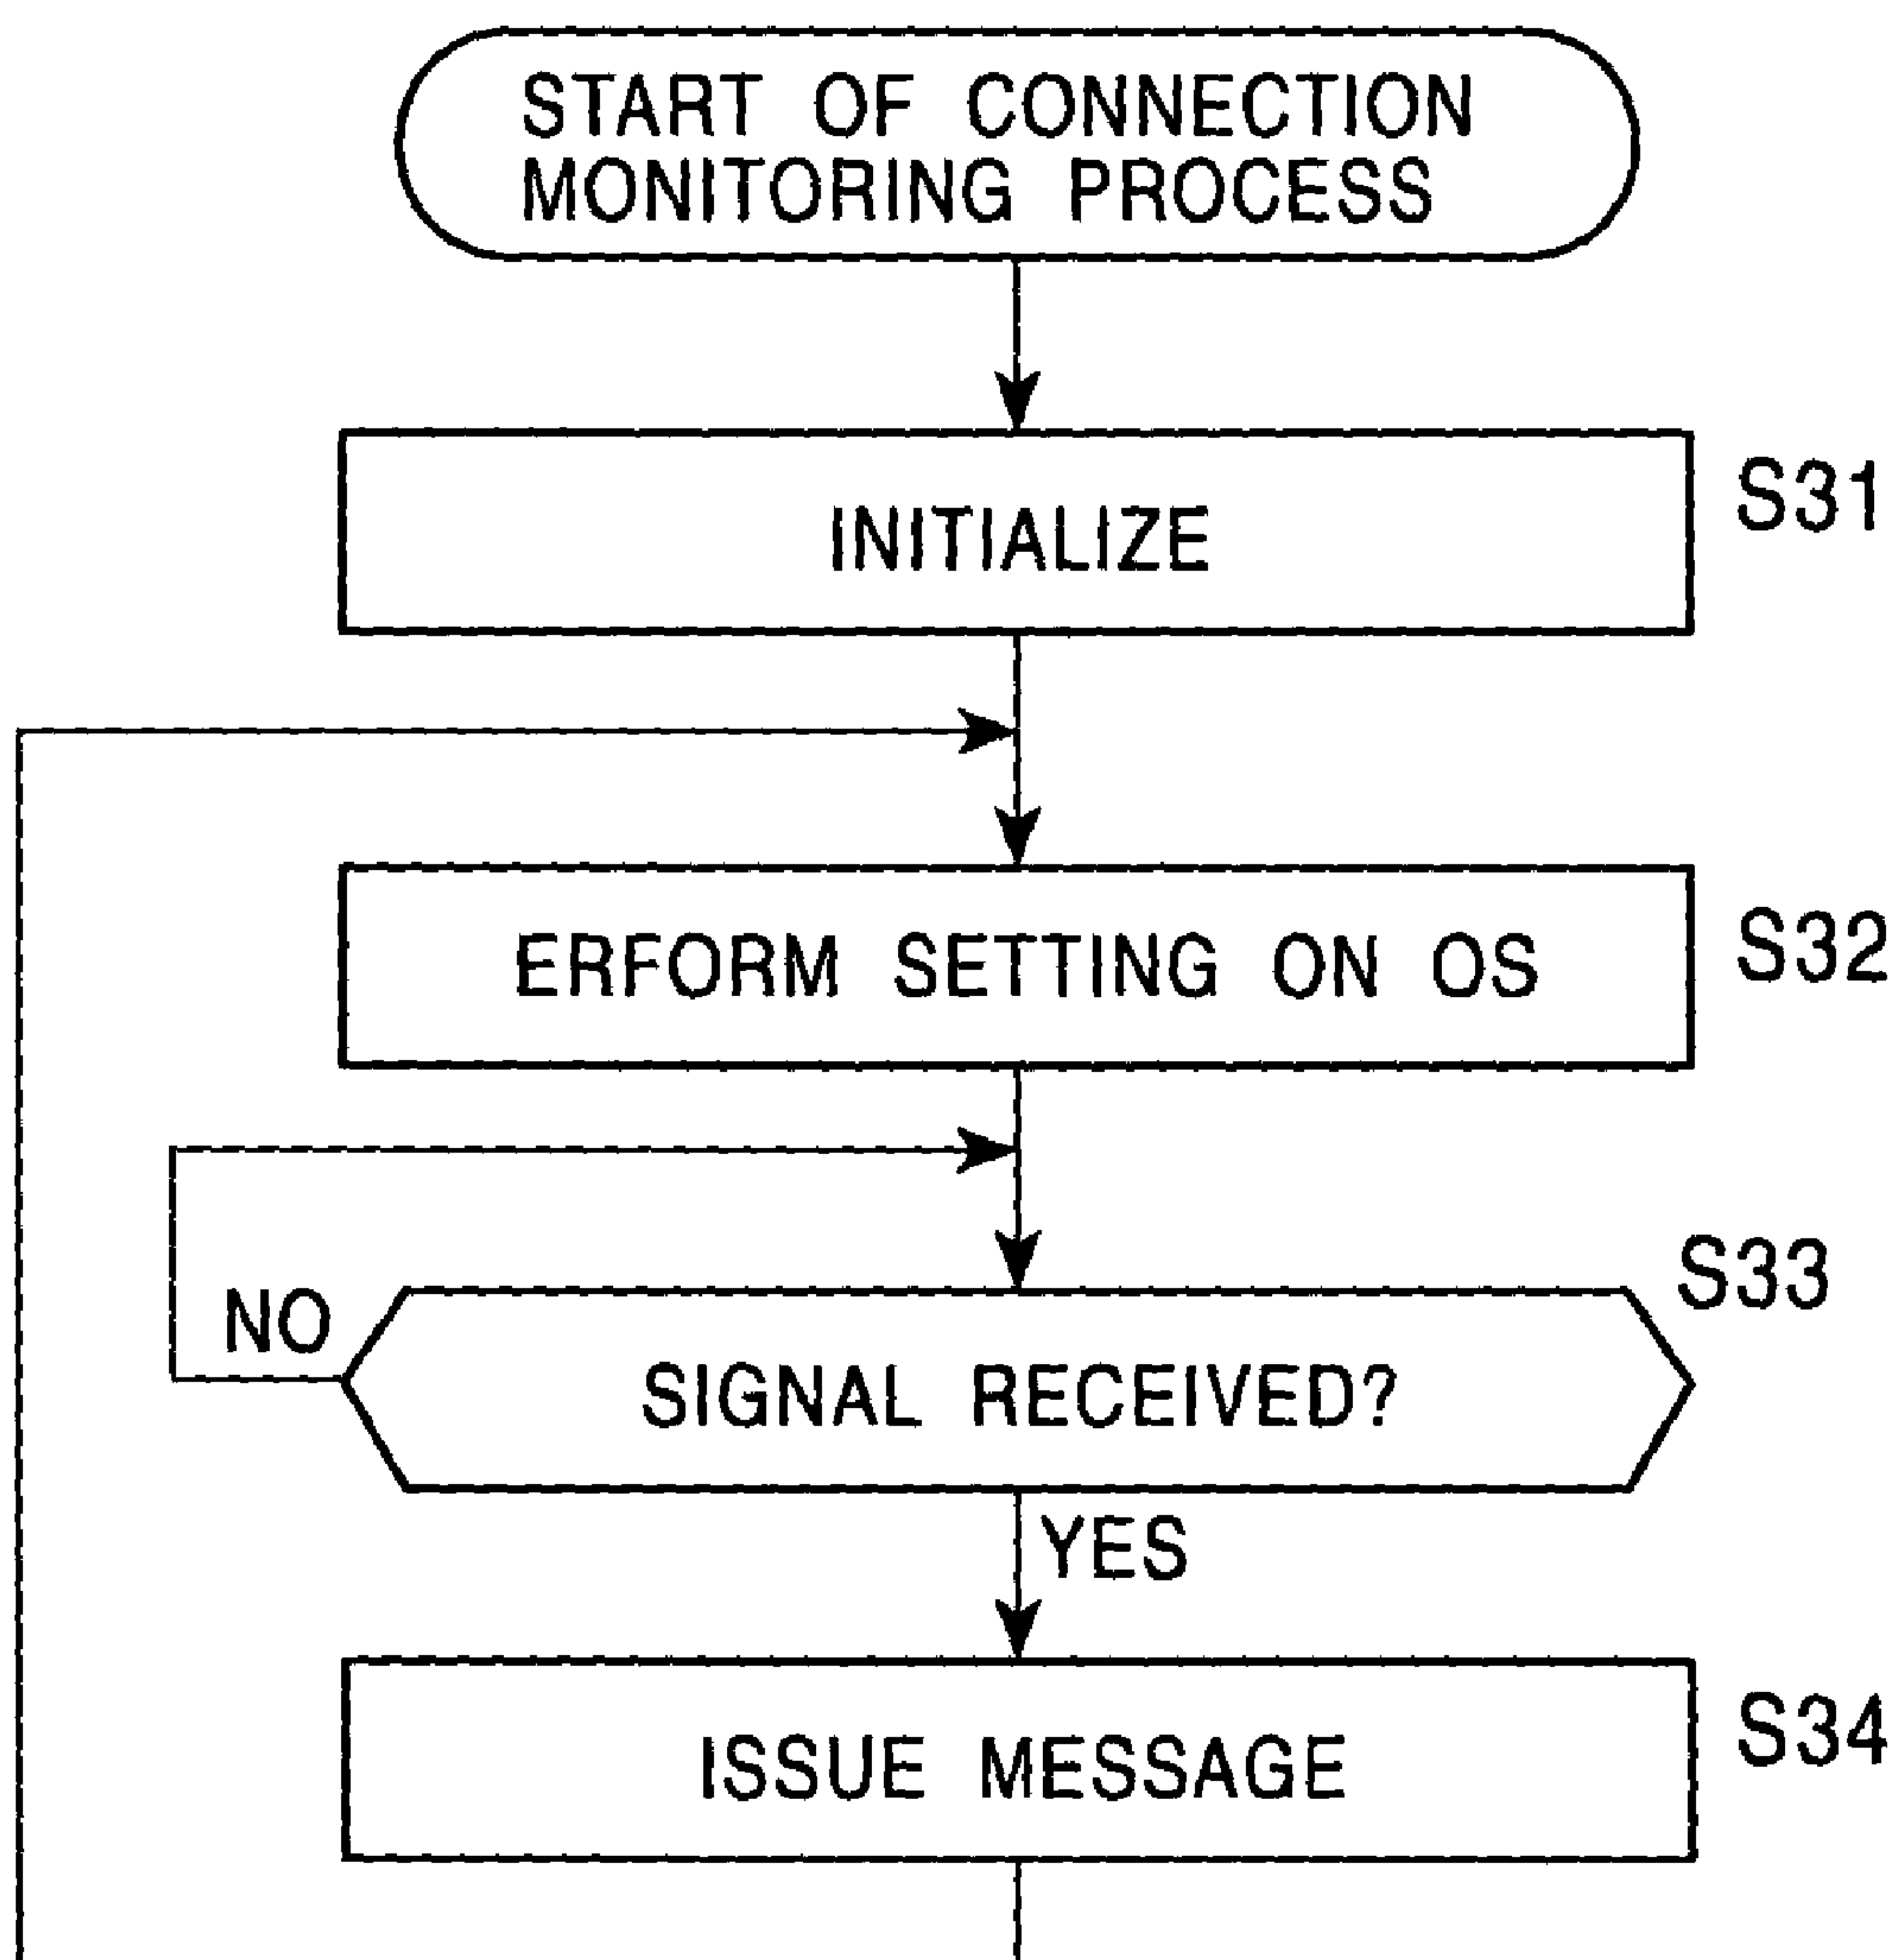 START OF CONNECTION
MONITORING PROCESS
INITIALIZE
S31
ERFORM SETTING ON OS
S32
S33
NO
SIGNAL RECEIVED?
YES
ISSUE MESSAGE
S34